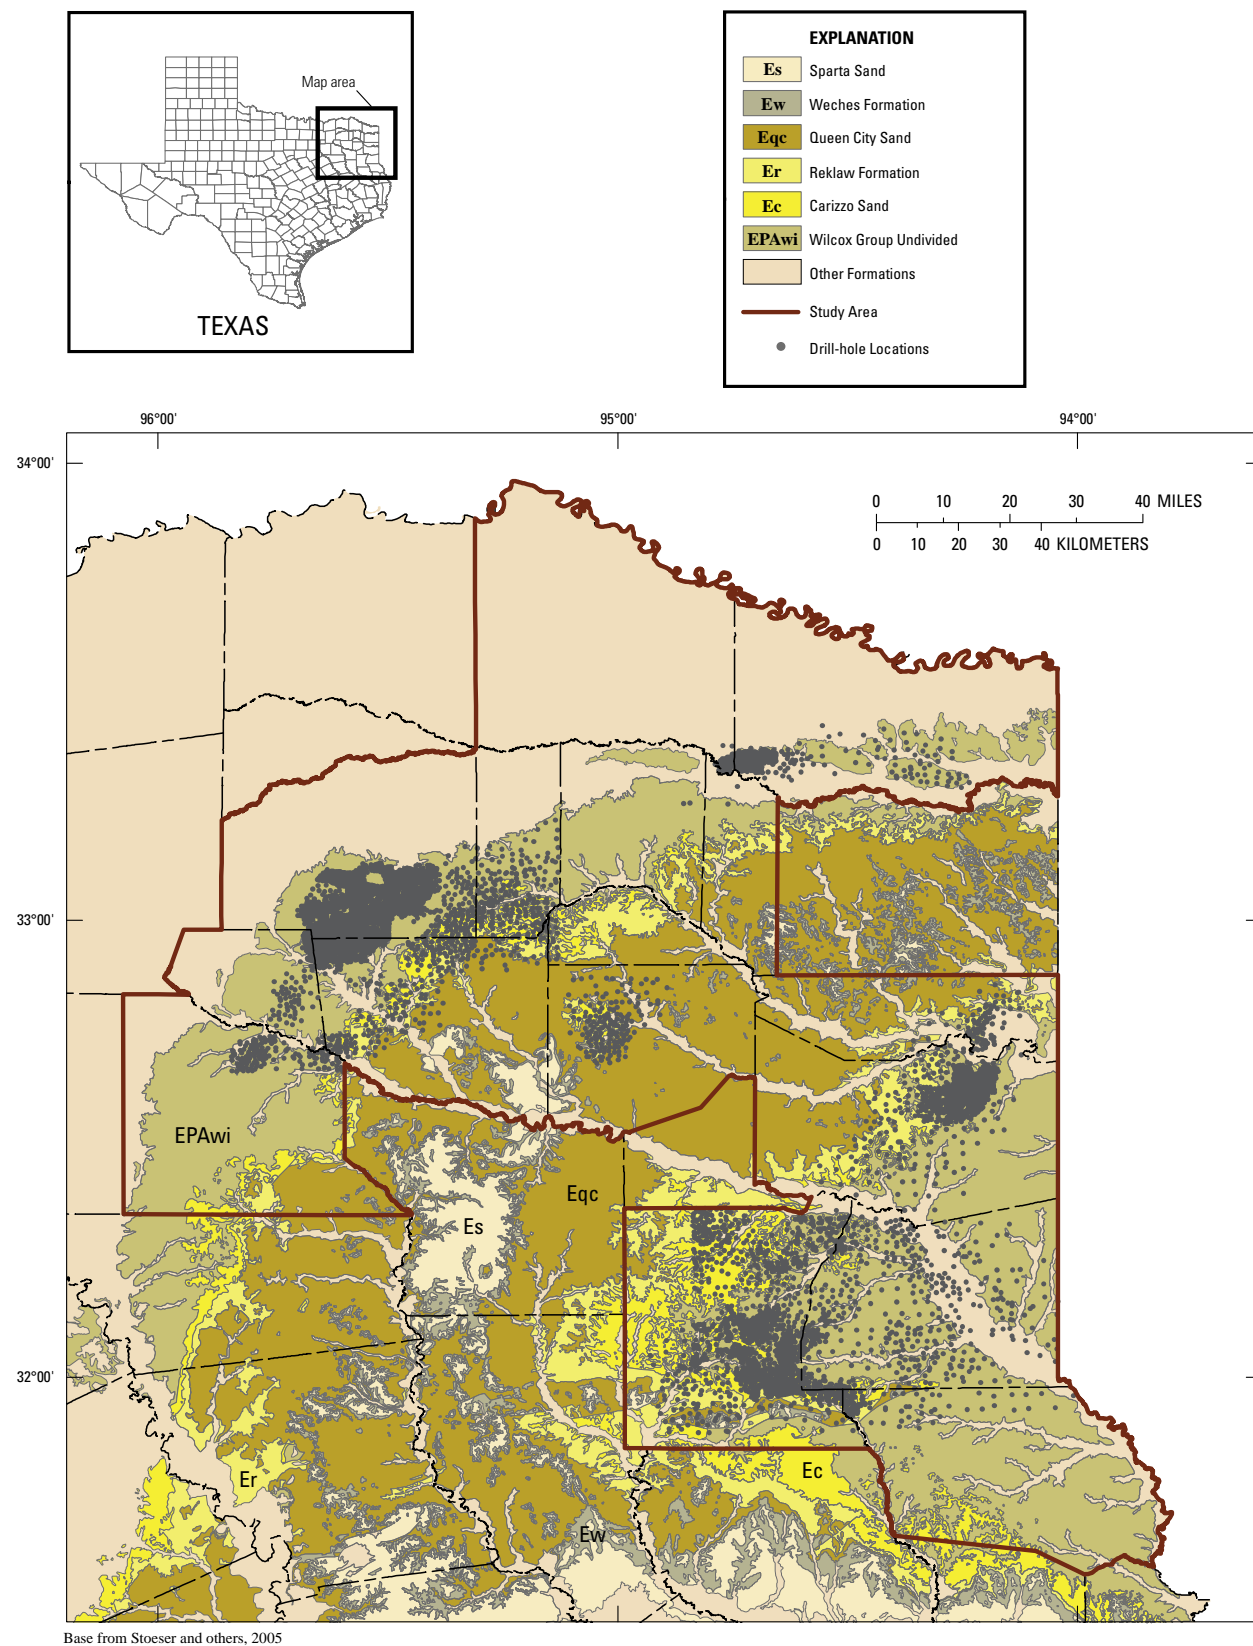 Map area
TEXAS
EXPLANATION
Es Sparta Sand
Ew Weches Formation
Eqc Queen City Sand
Er Reklaw Formation
Ec Carizzo Sand
EPAwi Wilcox Group Undivided
Other Formations
Study Area
Drill-hole Locations
96°00' 95°00' 94°00'
34°00'
0 10 20 30 40 MILES
0 10 20 30 40 KILOMETERS
33°00'
EPAwi
Eqc
Es
32°00'
Ec
Er
Ew
Base from Stoeser and others, 2005